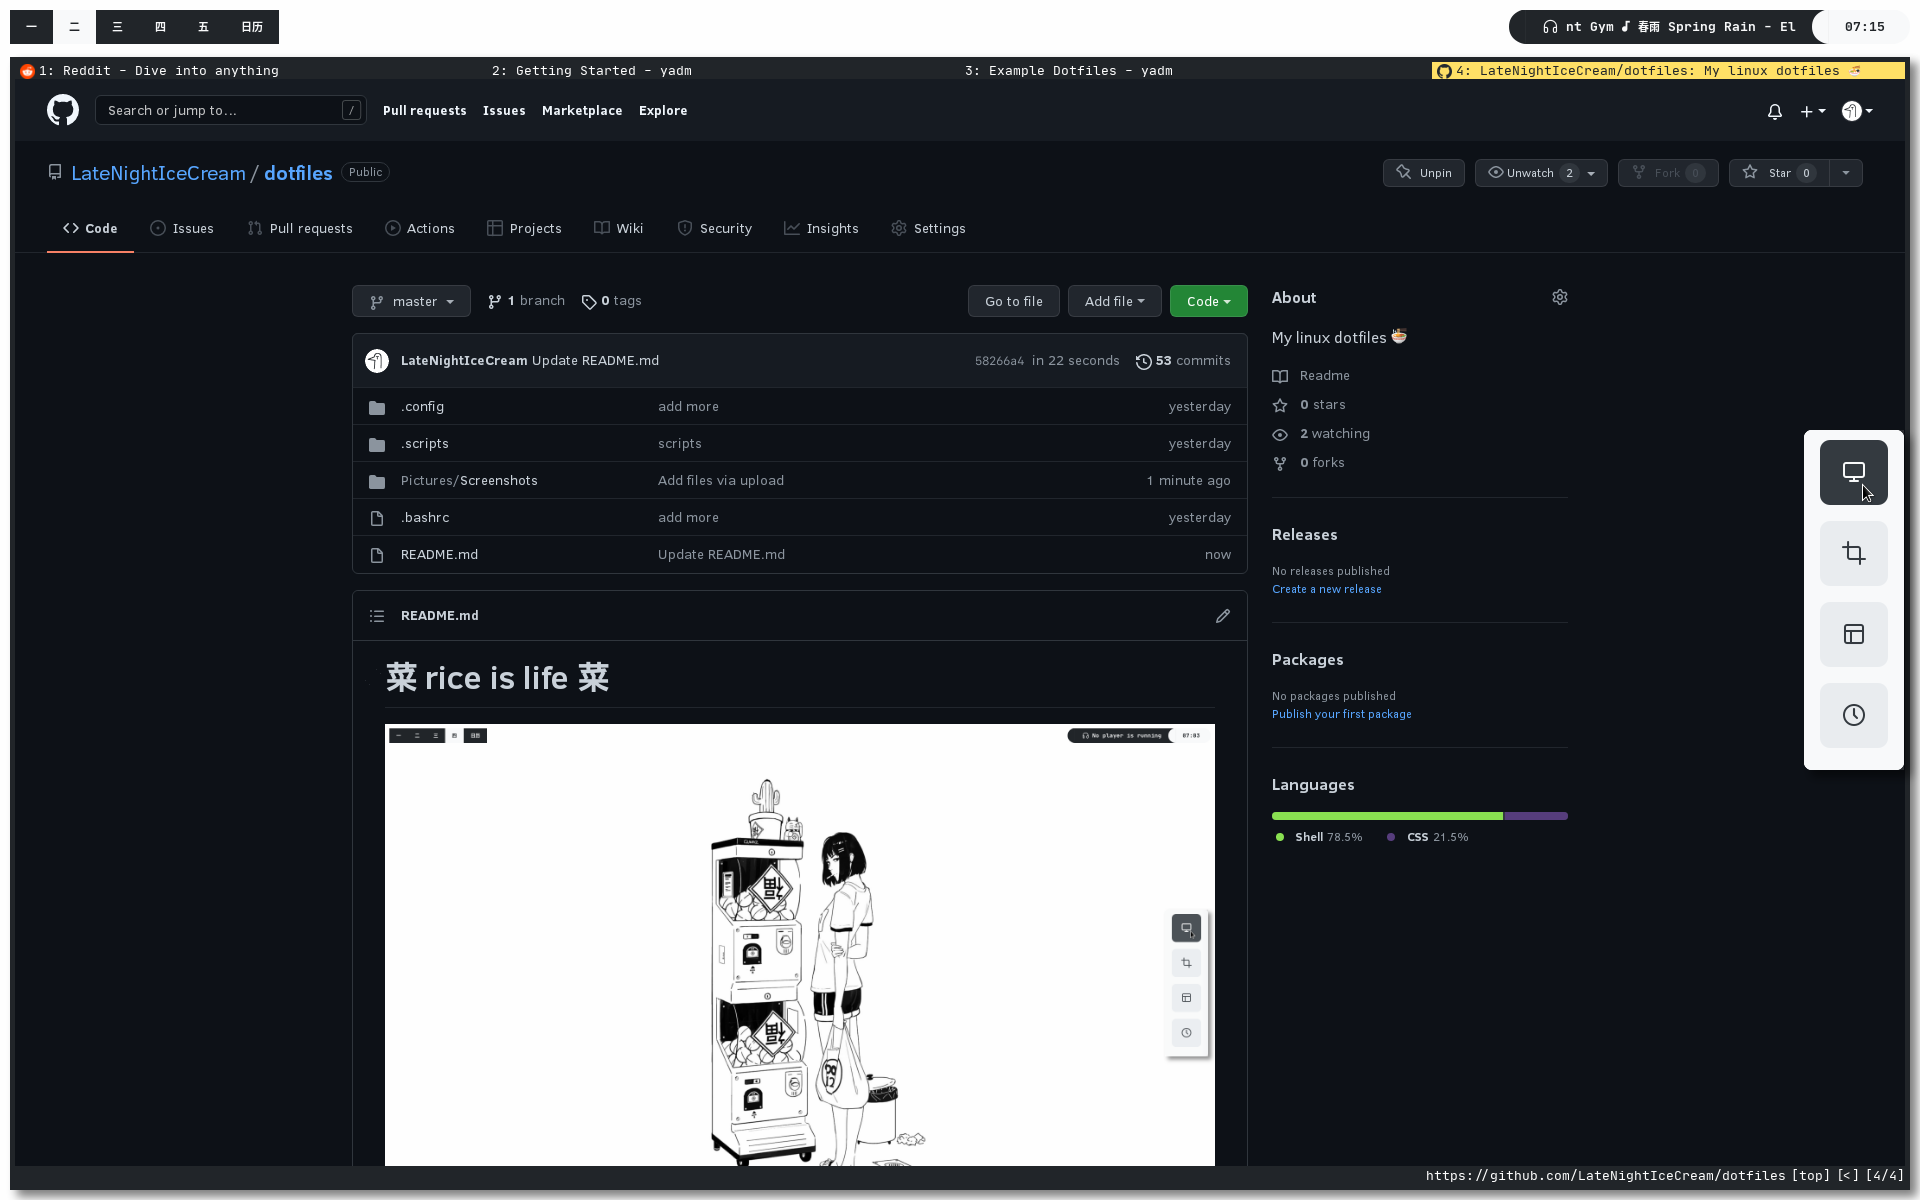 一 二 三 四 五 日历
nt Gym 春雨 Spring Rain - El 07:15
1: Reddit - Dive into anything 2: Getting Started - yadm 3: Example Dotfiles - yadm 4: LateNightIceCream/dotfiles: My linux dotfiles 🍜
Search or jump to... / Pull requests Issues Marketplace Explore
LateNightIceCream / dotfiles Public Unpin Unwatch 2 Fork 0 Star 0
Code Issues Pull requests Actions Projects Wiki Security Insights Settings
master 1 branch 0 tags Go to file Add file Code
LateNightIceCream Update README.md 58266a4 in 22 seconds 53 commits
.config add more yesterday
.scripts scripts yesterday
Pictures/Screenshots Add files via upload 1 minute ago
.bashrc add more yesterday
README.md Update README.md now
README.md
菜 rice is life 菜
一 二 三 四 日历 No player is running 07:03
福
福
About
My linux dotfiles 🍜
Readme
0 stars
2 watching
0 forks
Releases
No releases published
Create a new release
Packages
No packages published
Publish your first package
Languages
Shell 78.5% CSS 21.5%
https://github.com/LateNightIceCream/dotfiles [top] [<] [4/4]